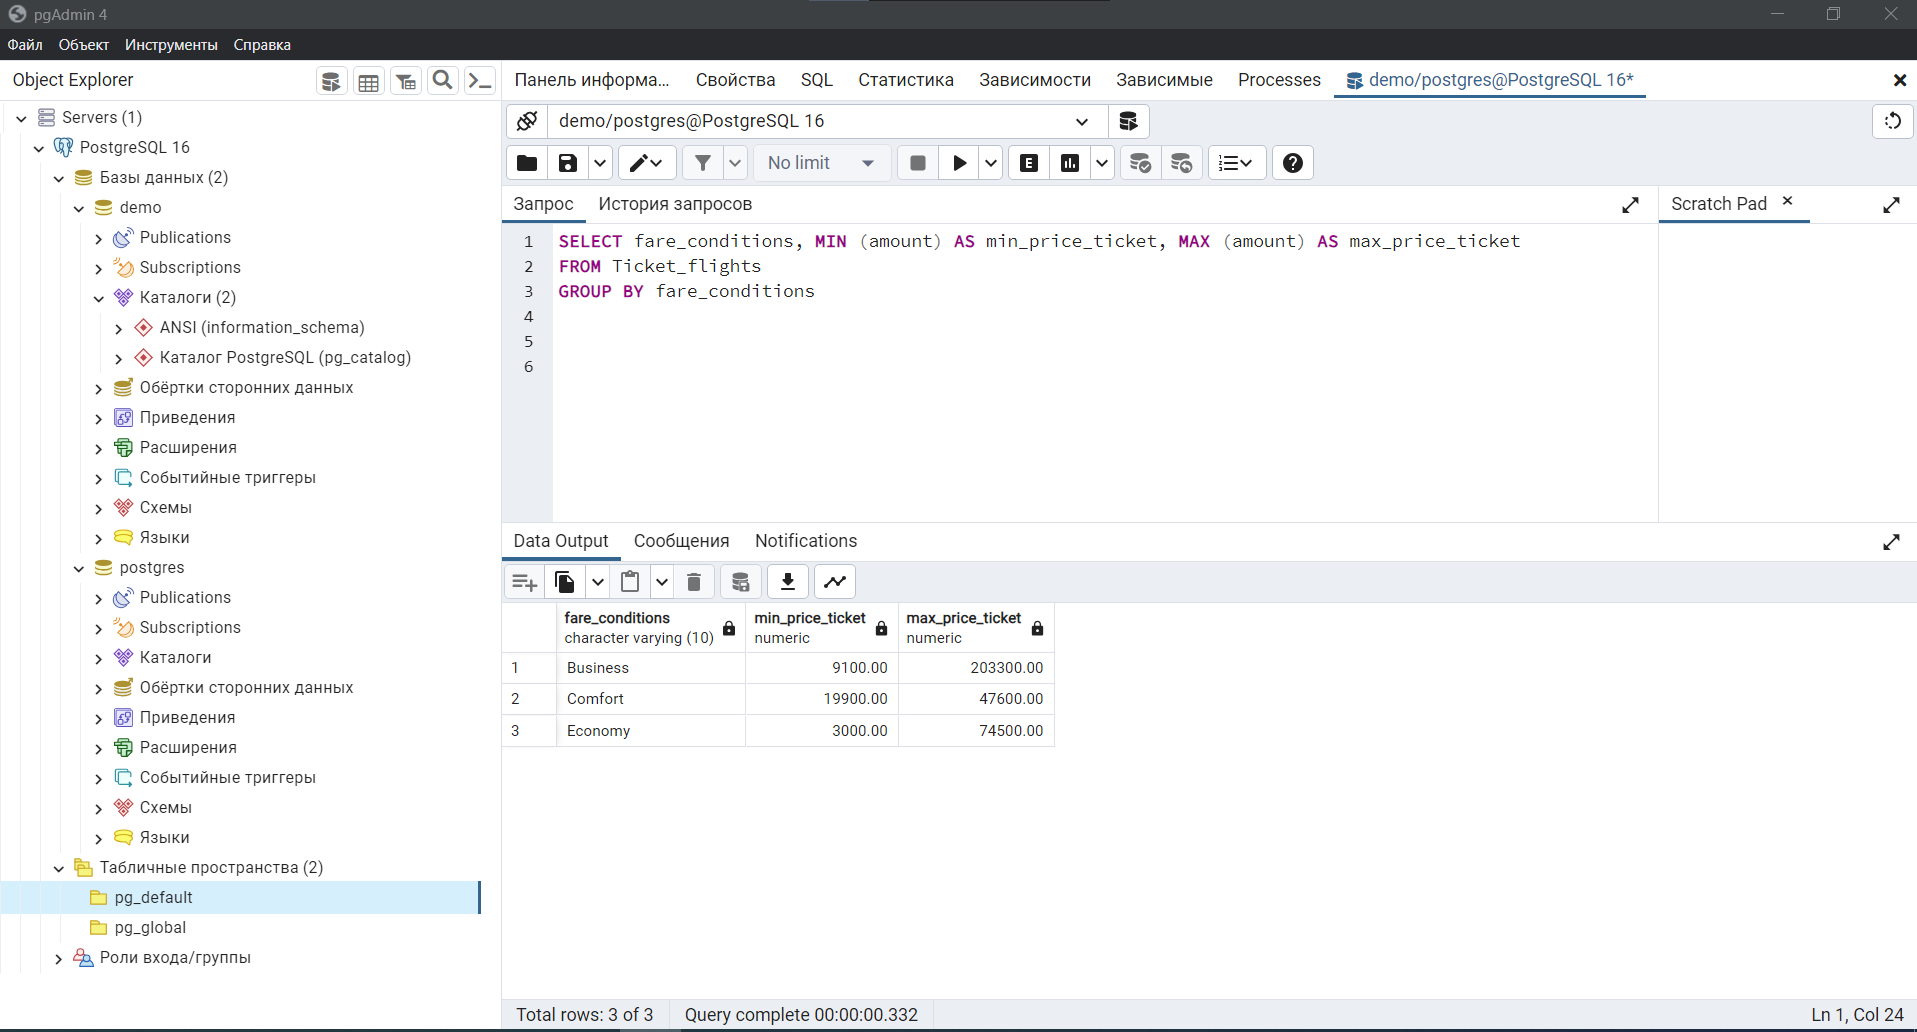 pgAdmin 4
Файл Объект Инструменты Справка
Object Explorer
Servers (1)
PostgreSQL 16
Базы данных (2)
demo
Publications
Subscriptions
Каталоги (2)
ANSI (information_schema)
Каталог PostgreSQL (pg_catalog)
Обёртки сторонних данных
Приведения
Расширения
Событийные триггеры
Схемы
Языки
postgres
Publications
Subscriptions
Каталоги
Обёртки сторонних данных
Приведения
Расширения
Событийные триггеры
Схемы
Языки
Табличные пространства (2)
pg_default
pg_global
Роли входа/группы
Панель информа... Свойства SQL Статистика Зависимости Зависимые Processes demo/postgres@PostgreSQL 16*
demo/postgres@PostgreSQL 16
No limit E
Запрос История запросов
Scratch Pad
1 SELECT fare_conditions, MIN (amount) AS min_price_ticket, MAX (amount) AS max_price_ticket
2 FROM Ticket_flights
3 GROUP BY fare_conditions
4
5
6
Data Output Сообщения Notifications
fare_conditions min_price_ticket max_price_ticket
character varying (10) numeric numeric
1 Business 9100.00 203300.00
2 Comfort 19900.00 47600.00
3 Economy 3000.00 74500.00
Total rows: 3 of 3 Query complete 00:00:00.332 Ln 1, Col 24